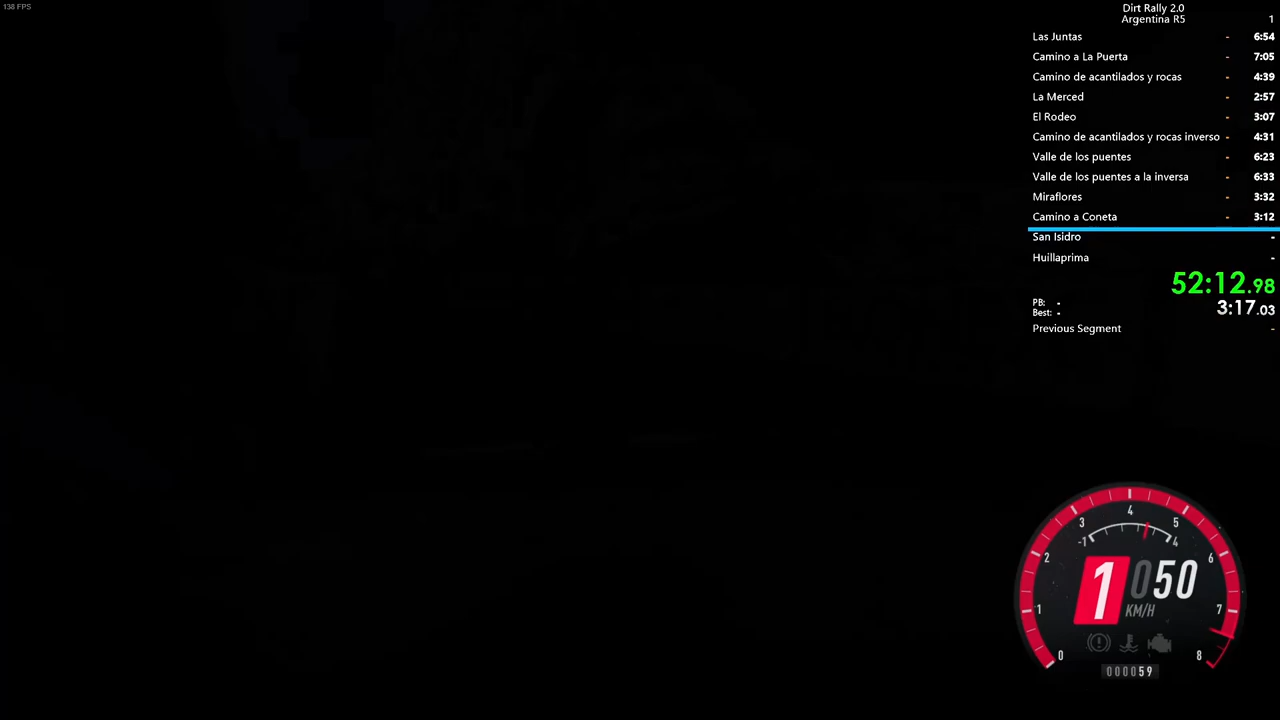 138 FPS
Dirt Rally 2.0
Argentina R5 1
Las Juntas - 6:54
Camino a La Puerta - 7:05
Camino de acantilados y rocas - 4:39
La Merced - 2:57
El Rodeo - 3:07
Camino de acantilados y rocas inverso - 4:31
Valle de los puentes - 6:23
Valle de los puentes a la inversa - 6:33
Miraflores - 3:32
Camino a Coneta - 3:12
San Isidro -
Huillaprima -
52:12.98
PB: -
Best: -
3:17.03
Previous Segment -
0 1 2 3 4 5 6 7 8
-1 4
1 050
KM/H
000059